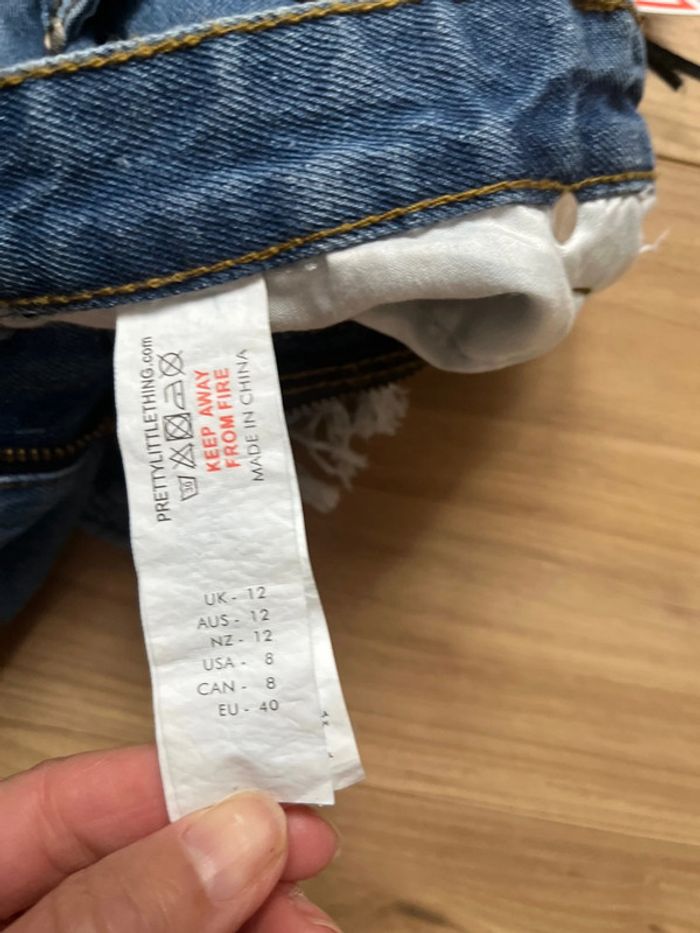 PRETTYLITTLETHING.com
30
KEEP AWAY
FROM FIRE
MADE IN CHINA
UK - 12
AUS - 12
NZ - 12
USA - 8
CAN - 8
EU - 40